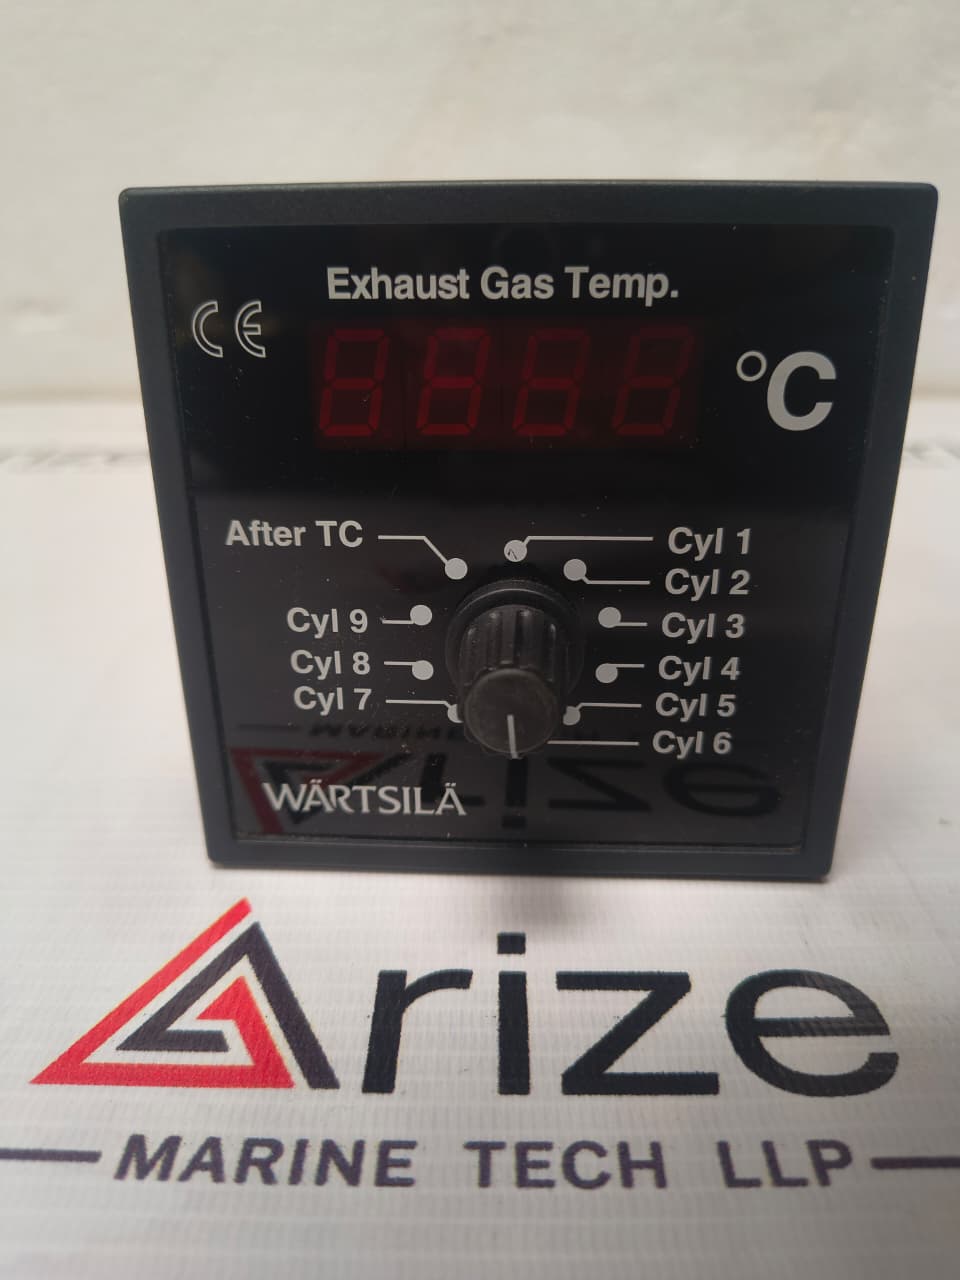 Exhaust Gas Temp.
CE
°C
After TC
Cyl 1
Cyl 2
Cyl 9
Cyl 3
Cyl 8
Cyl 4
Cyl 7
Cyl 5
Cyl 6
WÄRTSILÄ
Arize
MARINE TECH LLP